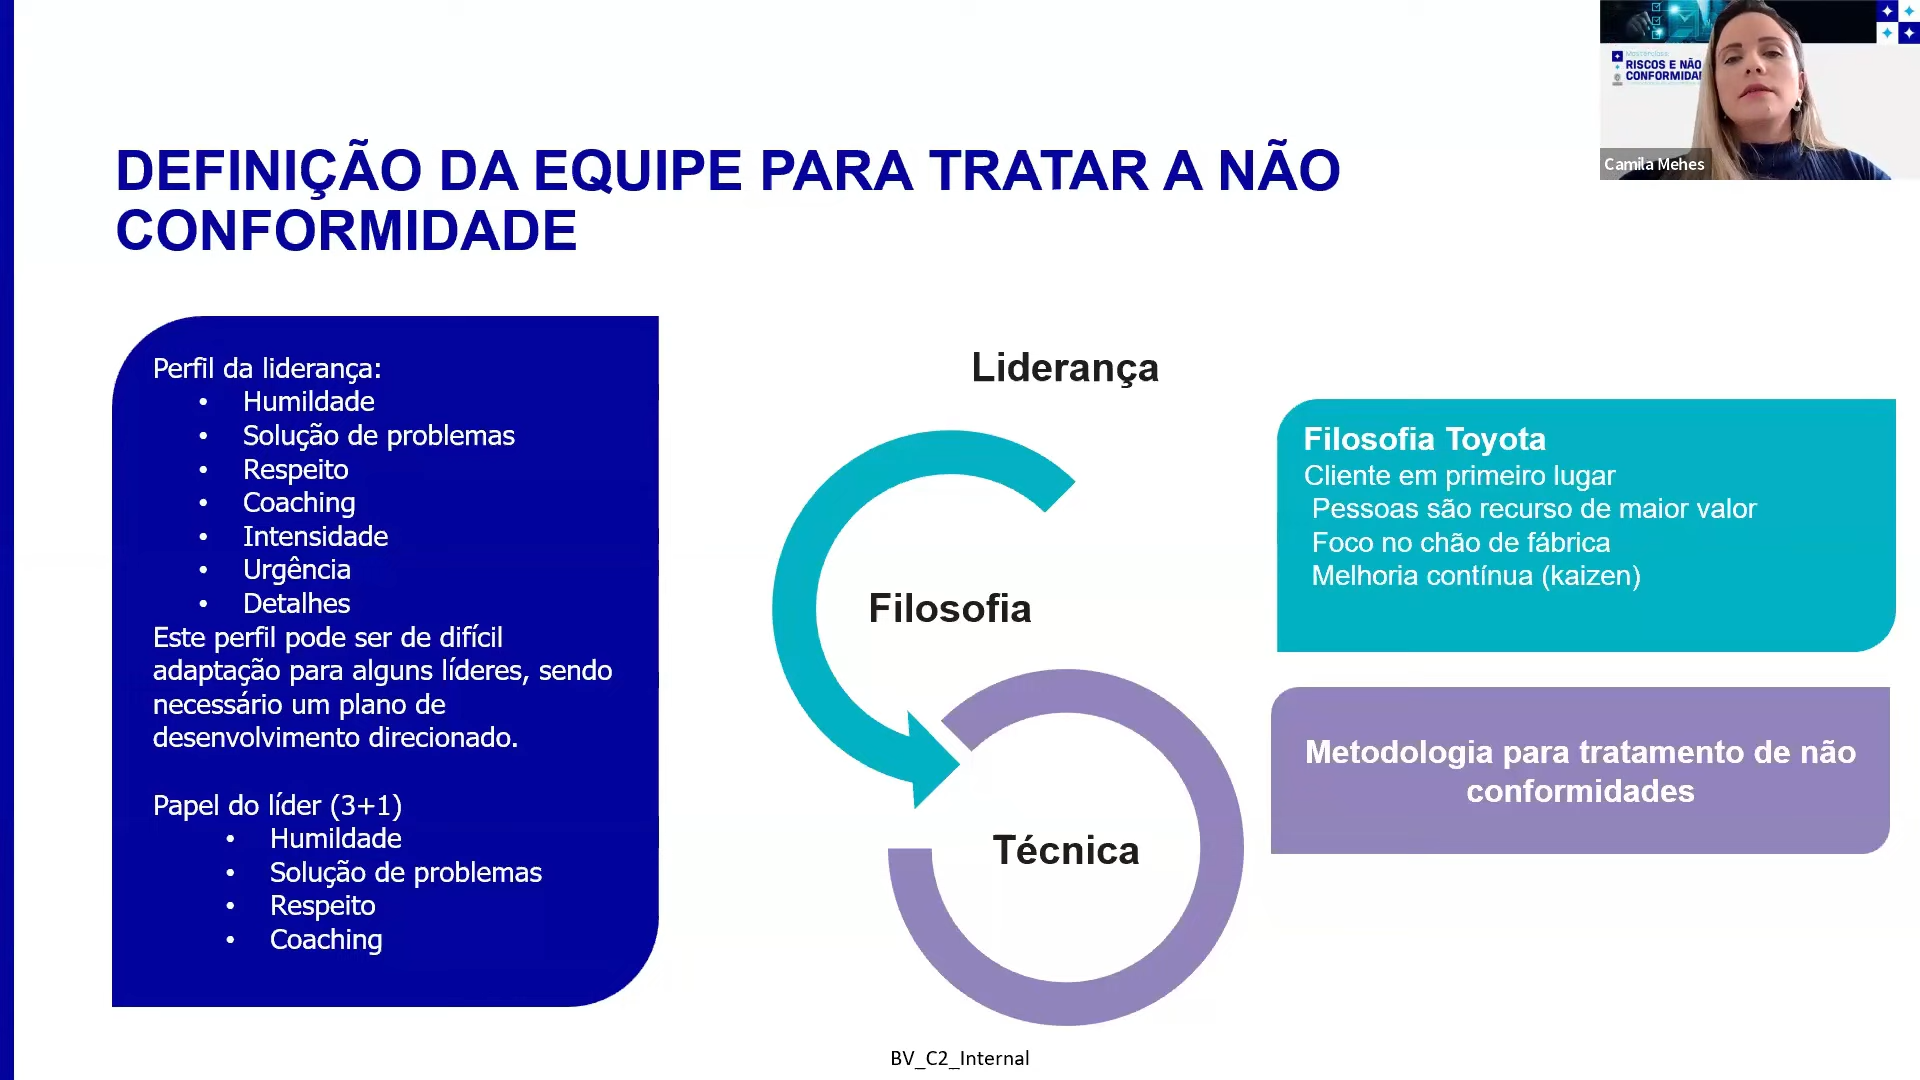 DEFINIÇÃO DA EQUIPE PARA TRATAR A NÃO
CONFORMIDADE
RISCOS E NÃO
Camila Mehes
Perfil da liderança:
• Humildade
• Solução de problemas
• Respeito
• Coaching
• Intensidade
• Urgência
• Detalhes
Este perfil pode ser de difícil
adaptação para alguns líderes, sendo
necessário um plano de
desenvolvimento direcionado.
Papel do líder (3+1)
• Humildade
• Solução de problemas
• Respeito
• Coaching
Liderança
Filosofia
Técnica
Filosofia Toyota
Cliente em primeiro lugar
Pessoas são recurso de maior valor
Foco no chão de fábrica
Melhoria contínua (kaizen)
Metodologia para tratamento de não
conformidades
BV_C2_Internal